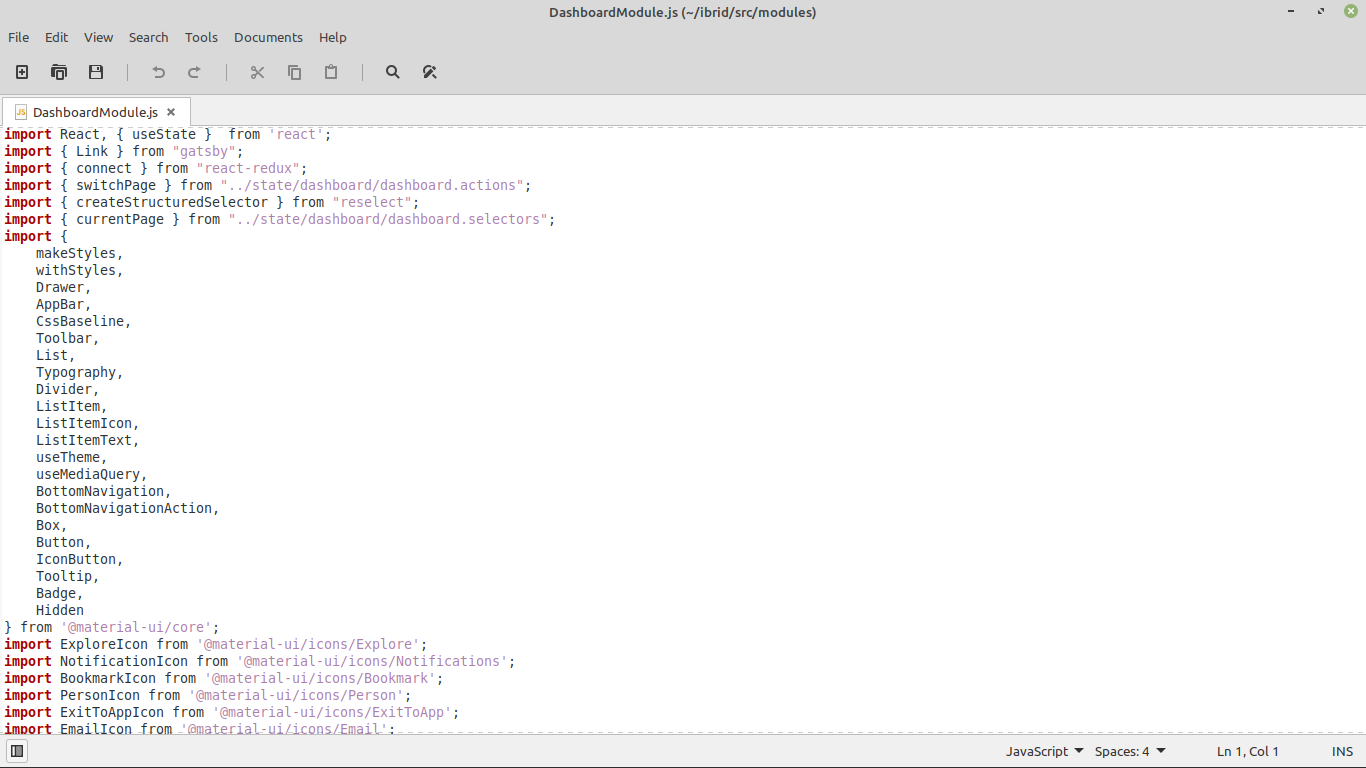 DashboardModule.js (~/ibrid/src/modules)
File Edit View Search Tools Documents Help
JS DashboardModule.js
import React, { useState }  from 'react';
import { Link } from "gatsby";
import { connect } from "react-redux";
import { switchPage } from "../state/dashboard/dashboard.actions";
import { createStructuredSelector } from "reselect";
import { currentPage } from "../state/dashboard/dashboard.selectors";
import {
    makeStyles,
    withStyles,
    Drawer,
    AppBar,
    CssBaseline,
    Toolbar,
    List,
    Typography,
    Divider,
    ListItem,
    ListItemIcon,
    ListItemText,
    useTheme,
    useMediaQuery,
    BottomNavigation,
    BottomNavigationAction,
    Box,
    Button,
    IconButton,
    Tooltip,
    Badge,
    Hidden
} from '@material-ui/core';
import ExploreIcon from '@material-ui/icons/Explore';
import NotificationIcon from '@material-ui/icons/Notifications';
import BookmarkIcon from '@material-ui/icons/Bookmark';
import PersonIcon from '@material-ui/icons/Person';
import ExitToAppIcon from '@material-ui/icons/ExitToApp';
import EmailIcon from '@material-ui/icons/Email';
JavaScript Spaces: 4 Ln 1, Col 1 INS